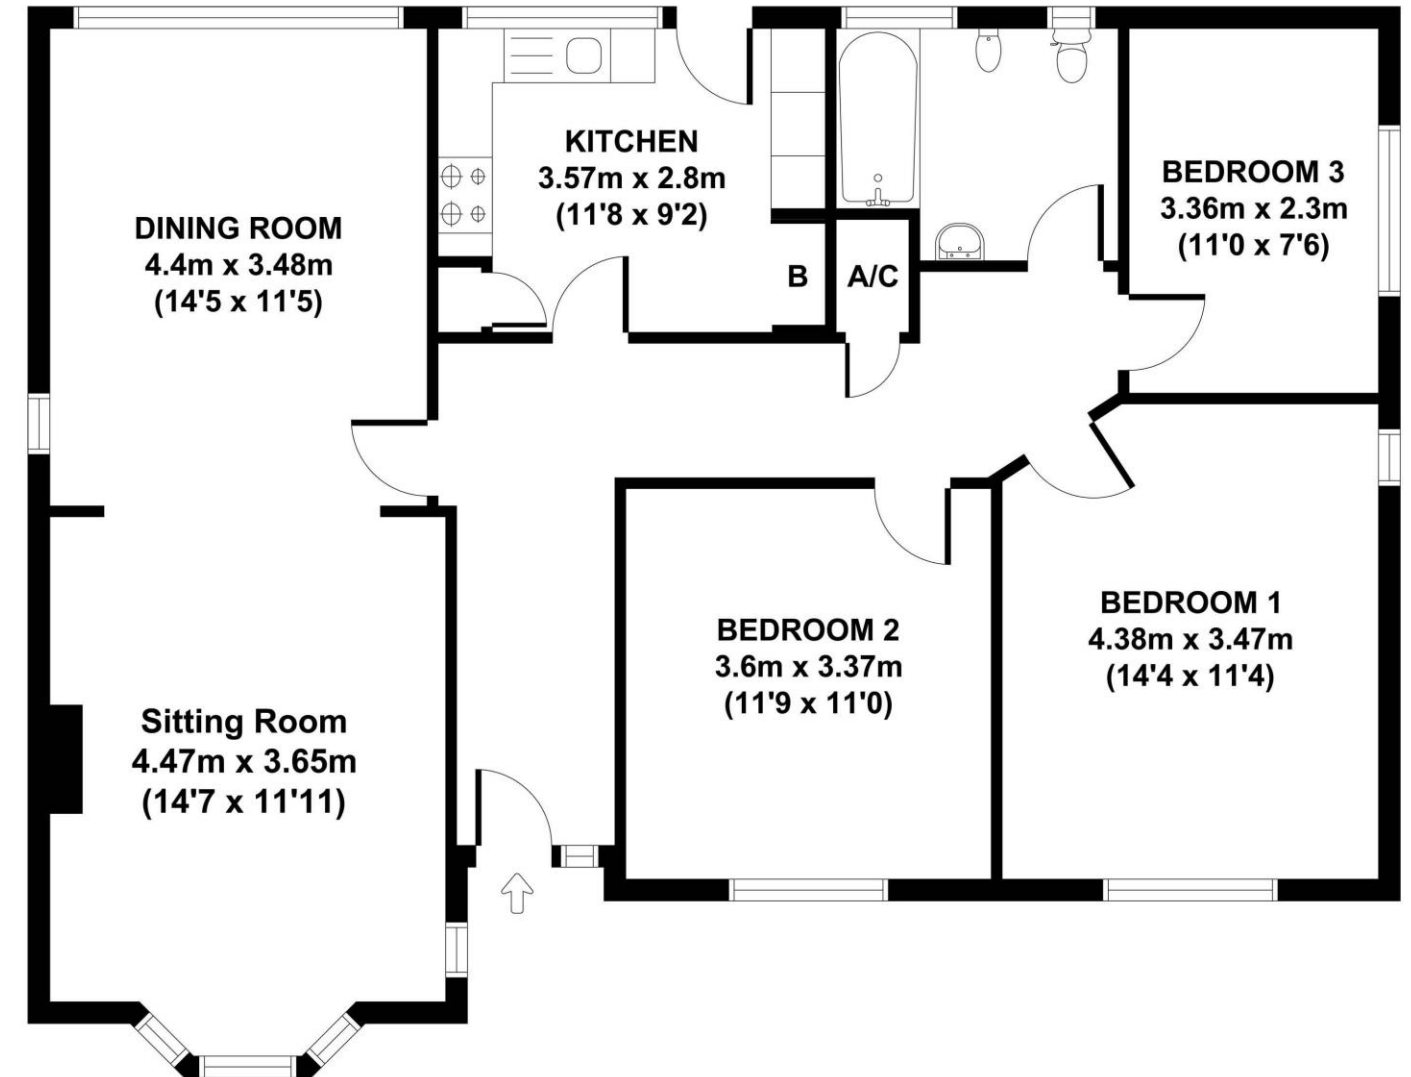 KITCHEN
3.57m x 2.8m
(11'8 x 9'2)
BEDROOM 3
3.36m x 2.3m
(11'0 x 7'6)
DINING ROOM
4.4m x 3.48m
(14'5 x 11'5)
B
A/C
BEDROOM 1
4.38m x 3.47m
(14'4 x 11'4)
BEDROOM 2
3.6m x 3.37m
(11'9 x 11'0)
Sitting Room
4.47m x 3.65m
(14'7 x 11'11)